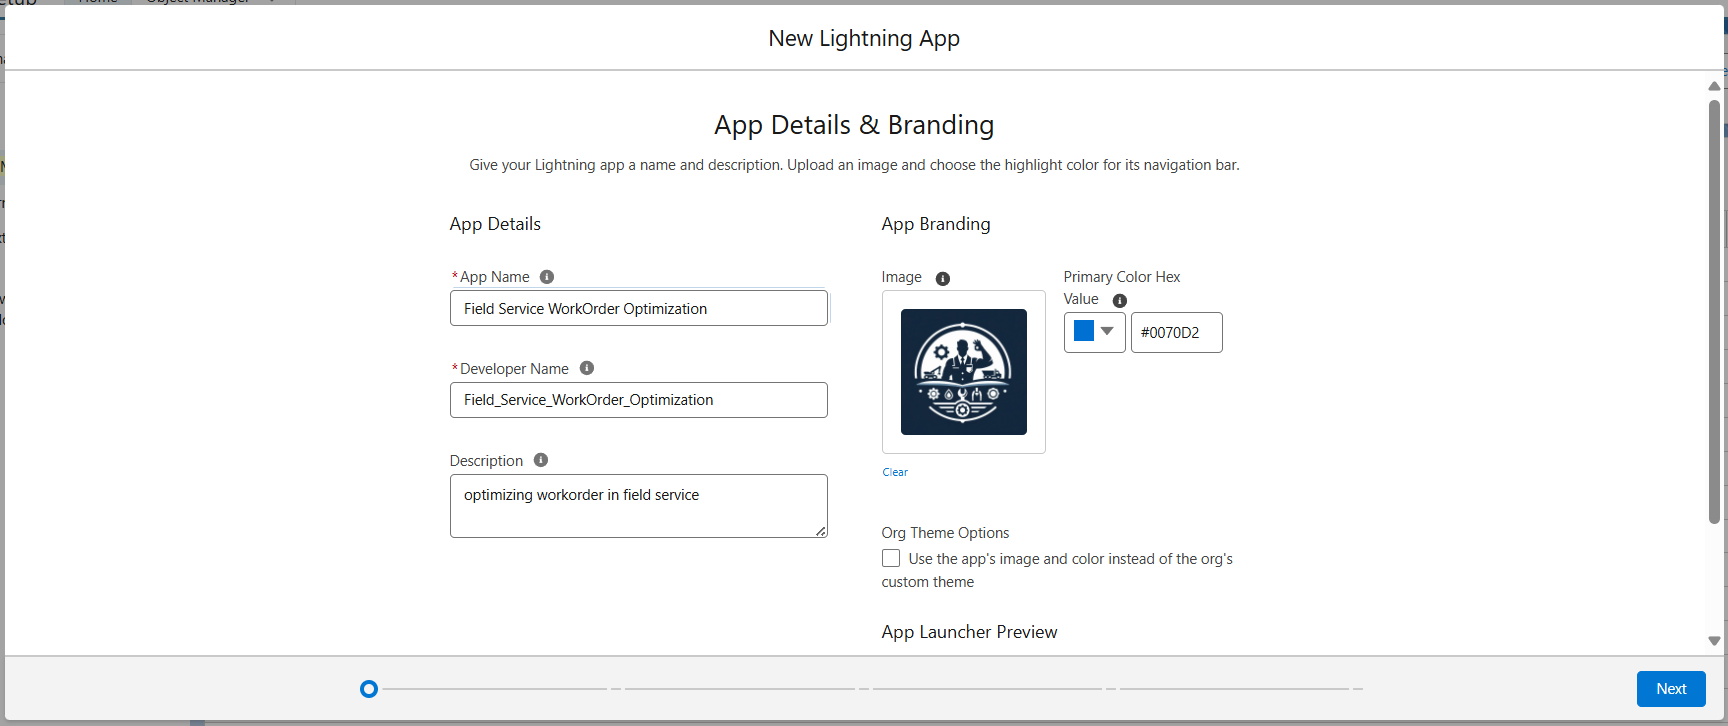 Home
Object Manager
New Lightning App
App Details & Branding
Give your Lightning app a name and description. Upload an image and choose the highlight color for its navigation bar.
App Details
*App Name
Field Service WorkOrder Optimization
*Developer Name
Field_Service_WorkOrder_Optimization
Description
optimizing workorder in field service
App Branding
Image
Clear
Primary Color Hex
Value
#0070D2
Org Theme Options
Use the app's image and color instead of the org's
custom theme
App Launcher Preview
Next